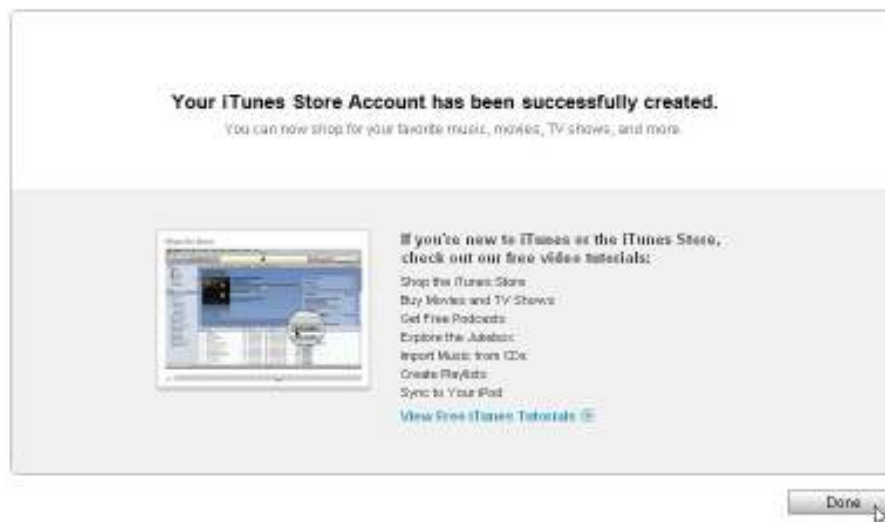 Your iTunes Store Account has been successfully created.
You can now shop for your favorite music, movies, TV shows, and more.
If you're new to iTunes or the iTunes Store,
check out our free video tutorials:
Shop the iTunes Store
Buy Movies and TV Shows
Get Free Podcasts
Explore the Jukebox
Import Music from CDs
Create Playlists
Sync to Your iPod
View Free iTunes Tutorials
Done